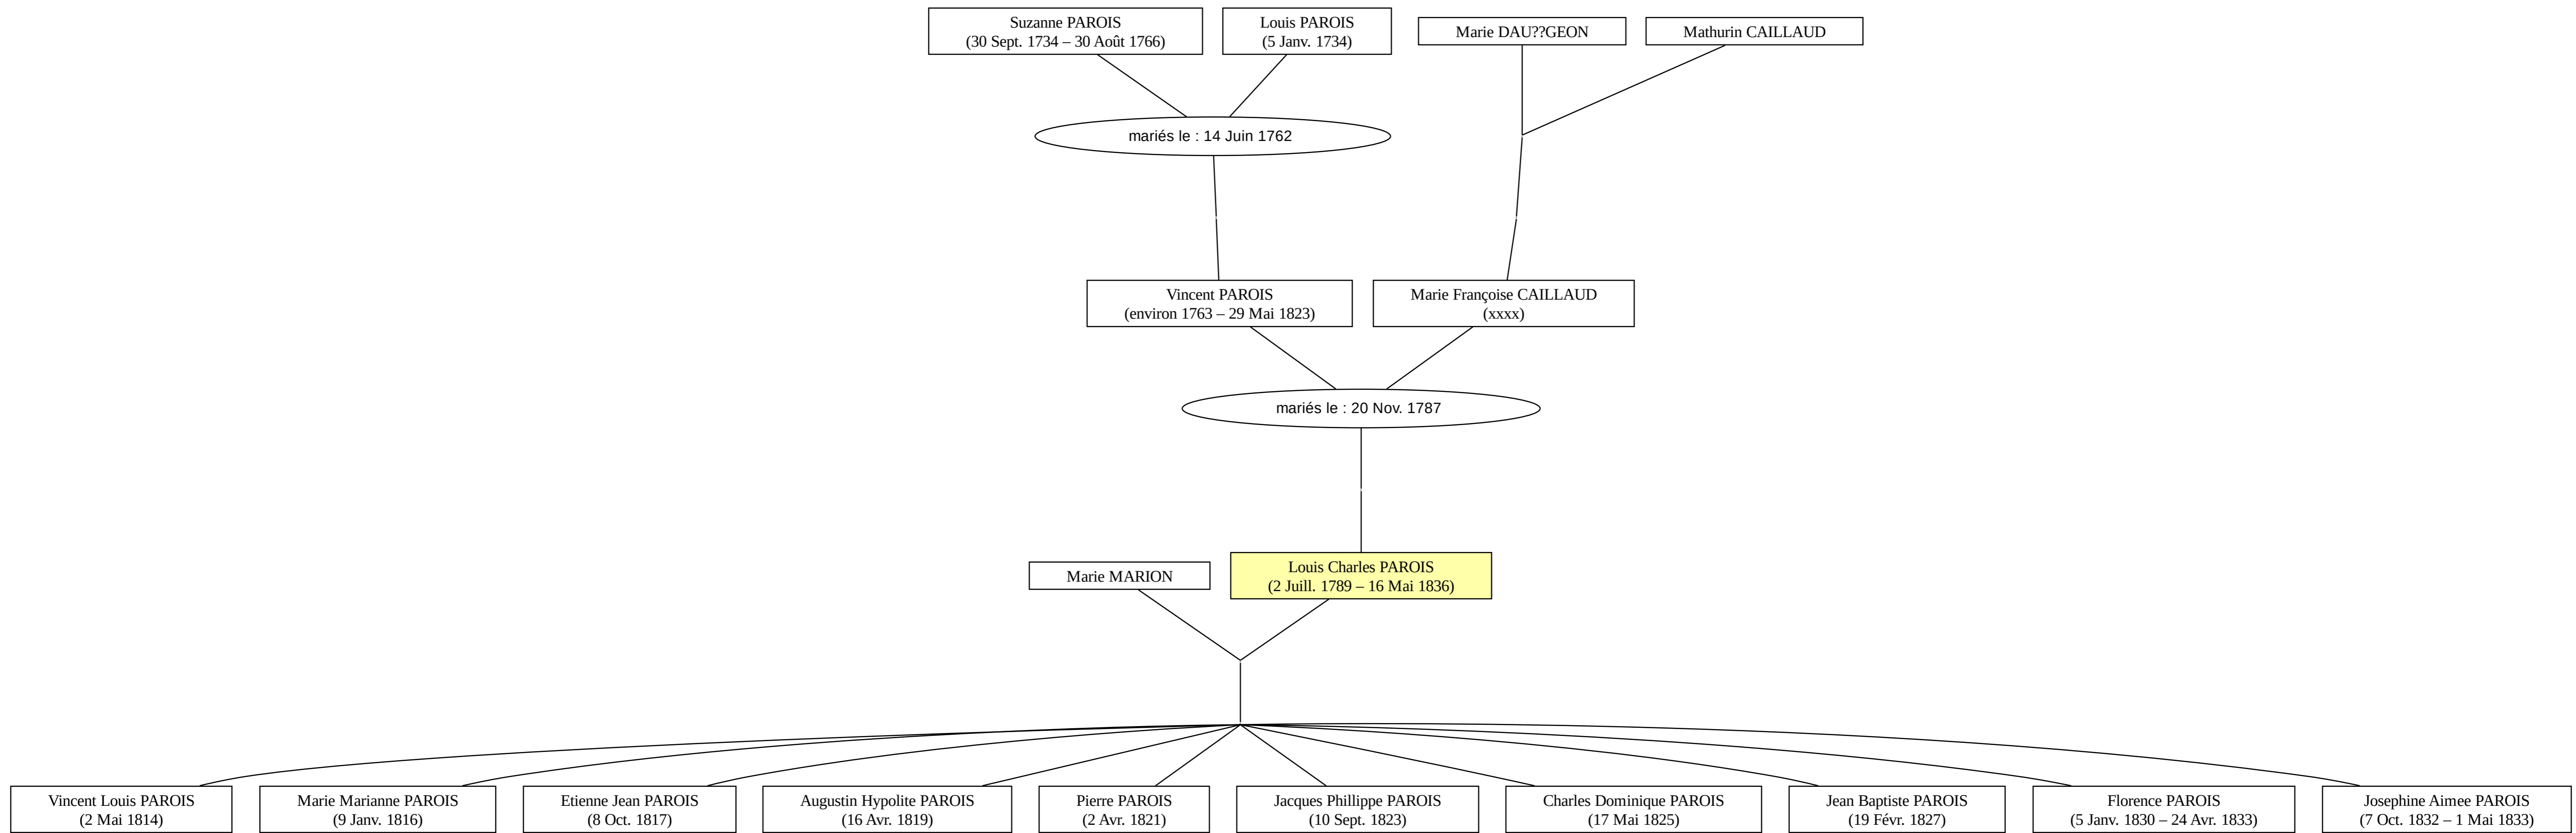 Suzanne PAROIS
(30 Sept. 1734 – 30 Août 1766)
Louis PAROIS
(5 Janv. 1734)
Marie DAU??GEON
Mathurin CAILLAUD
mariés le : 14 Juin 1762
Vincent PAROIS
(environ 1763 – 29 Mai 1823)
Marie Françoise CAILLAUD
(xxxx)
mariés le : 20 Nov. 1787
Marie MARION
Louis Charles PAROIS
(2 Juill. 1789 – 16 Mai 1836)
Vincent Louis PAROIS
(2 Mai 1814)
Marie Marianne PAROIS
(9 Janv. 1816)
Etienne Jean PAROIS
(8 Oct. 1817)
Augustin Hypolite PAROIS
(16 Avr. 1819)
Pierre PAROIS
(2 Avr. 1821)
Jacques Phillippe PAROIS
(10 Sept. 1823)
Charles Dominique PAROIS
(17 Mai 1825)
Jean Baptiste PAROIS
(19 Févr. 1827)
Florence PAROIS
(5 Janv. 1830 – 24 Avr. 1833)
Josephine Aimee PAROIS
(7 Oct. 1832 – 1 Mai 1833)